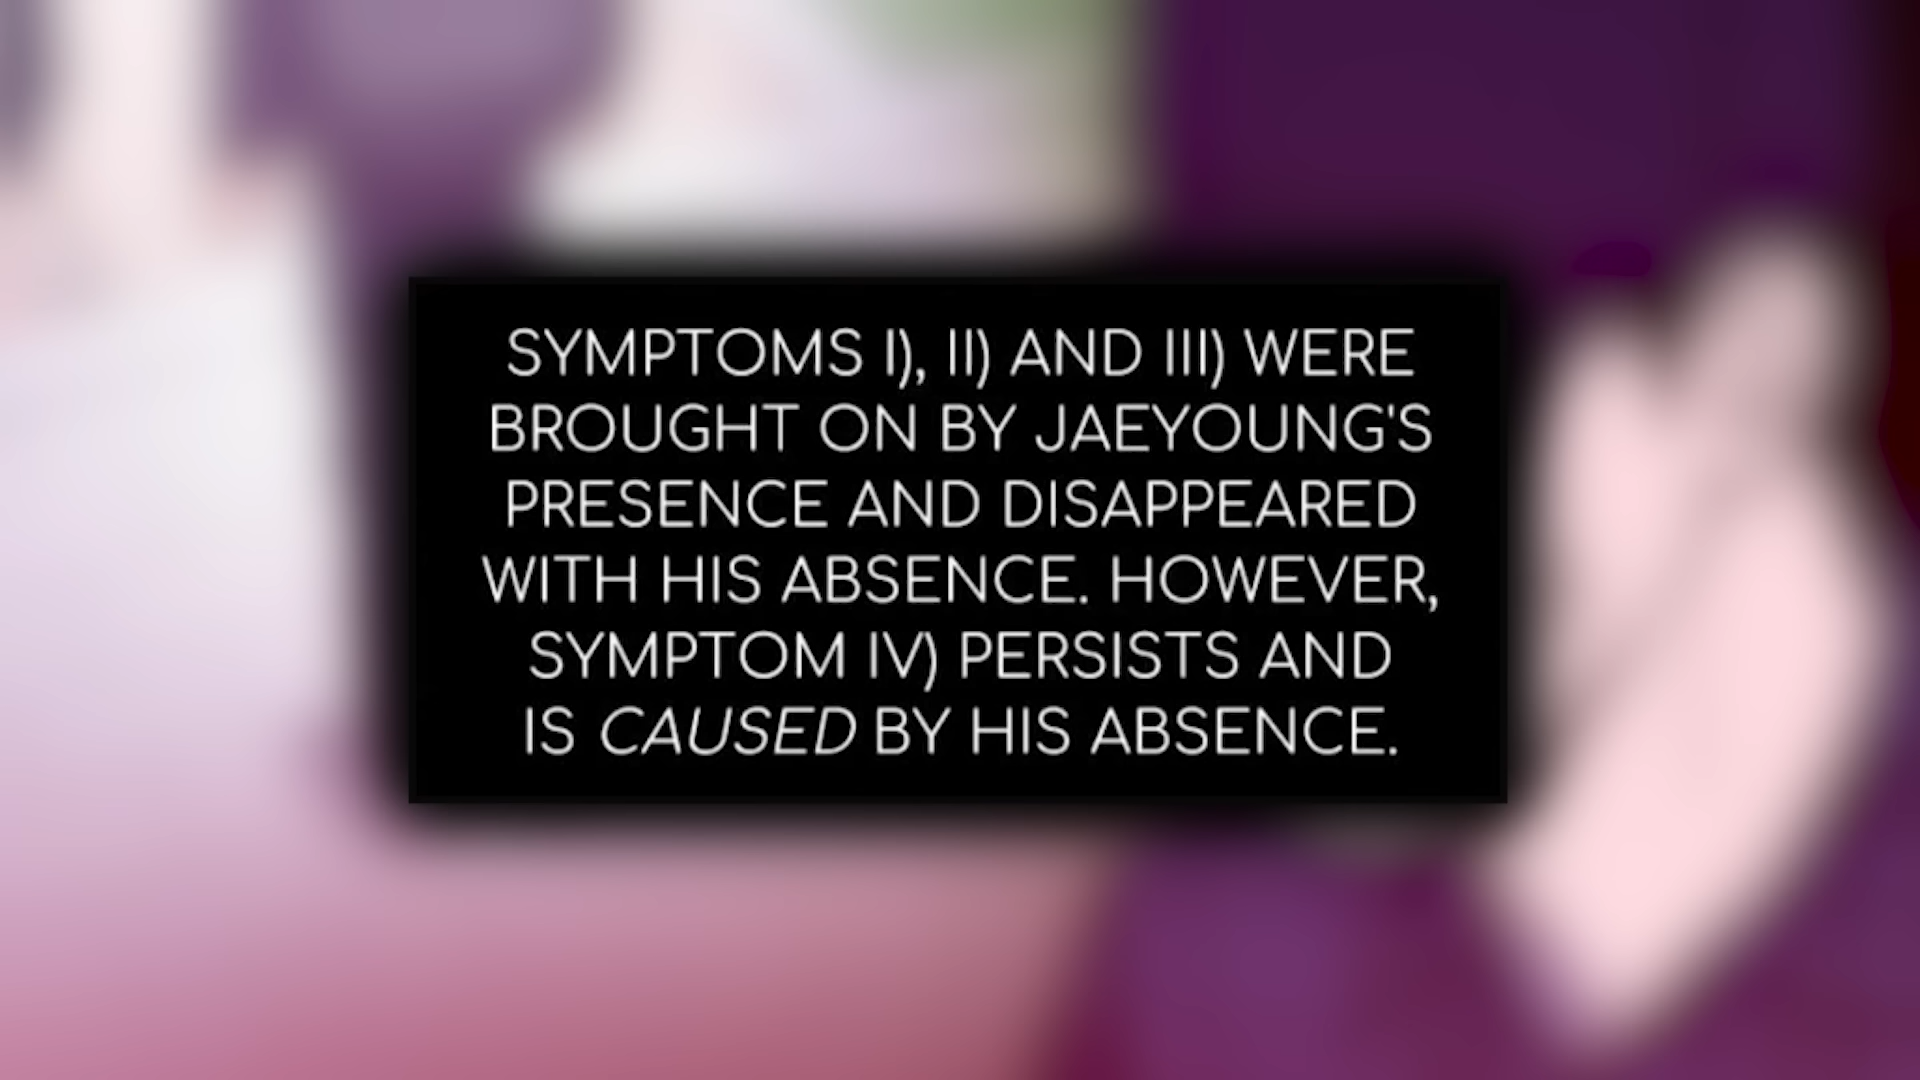 SYMPTOMS I), II) AND III) WERE
BROUGHT ON BY JAEYOUNG'S
PRESENCE AND DISAPPEARED
WITH HIS ABSENCE. HOWEVER,
SYMPTOM IV) PERSISTS AND
IS CAUSED BY HIS ABSENCE.